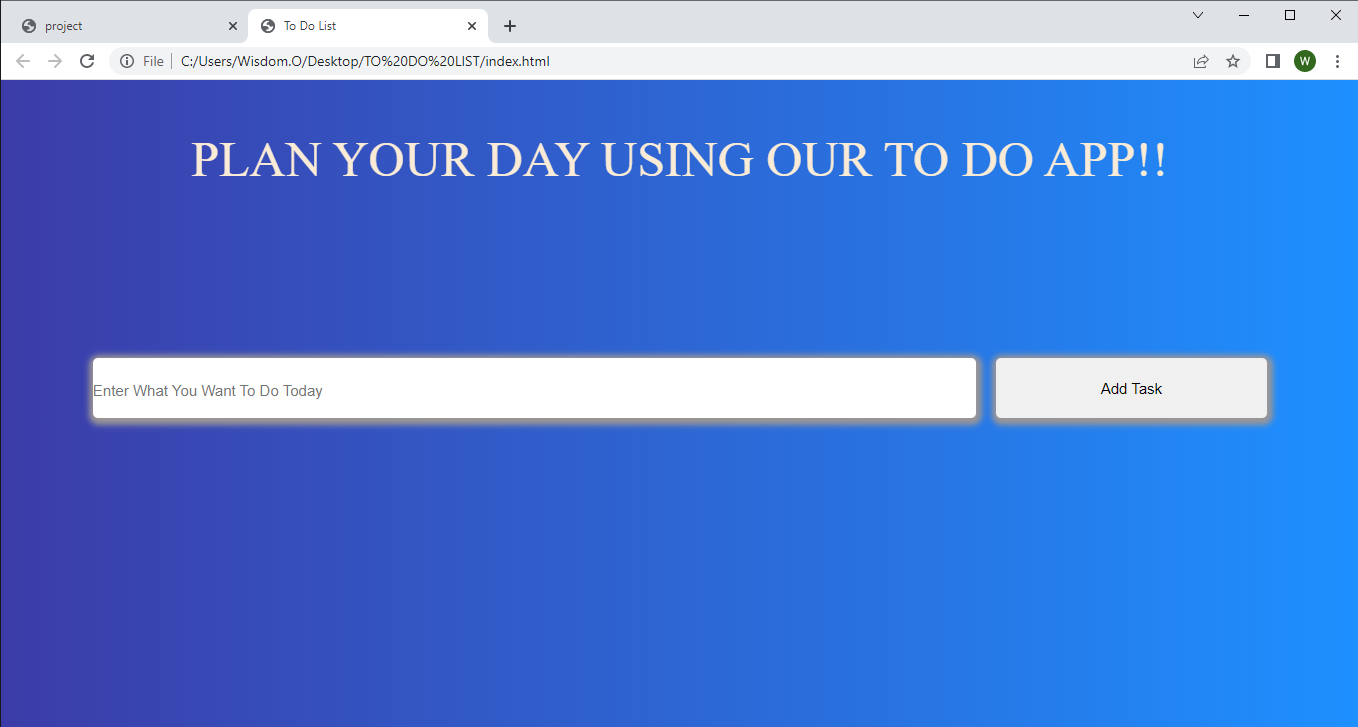 project
To Do List
File
C:/Users/Wisdom.O/Desktop/TO%20DO%20LIST/index.html
W
PLAN YOUR DAY USING OUR TO DO APP!!
Enter What You Want To Do Today
Add Task